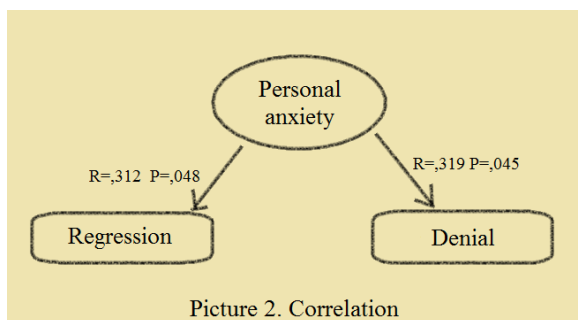 Personal
anxiety
R=,312 P=,048
R=,319 P=,045
Regression
Denial
Picture 2. Correlation